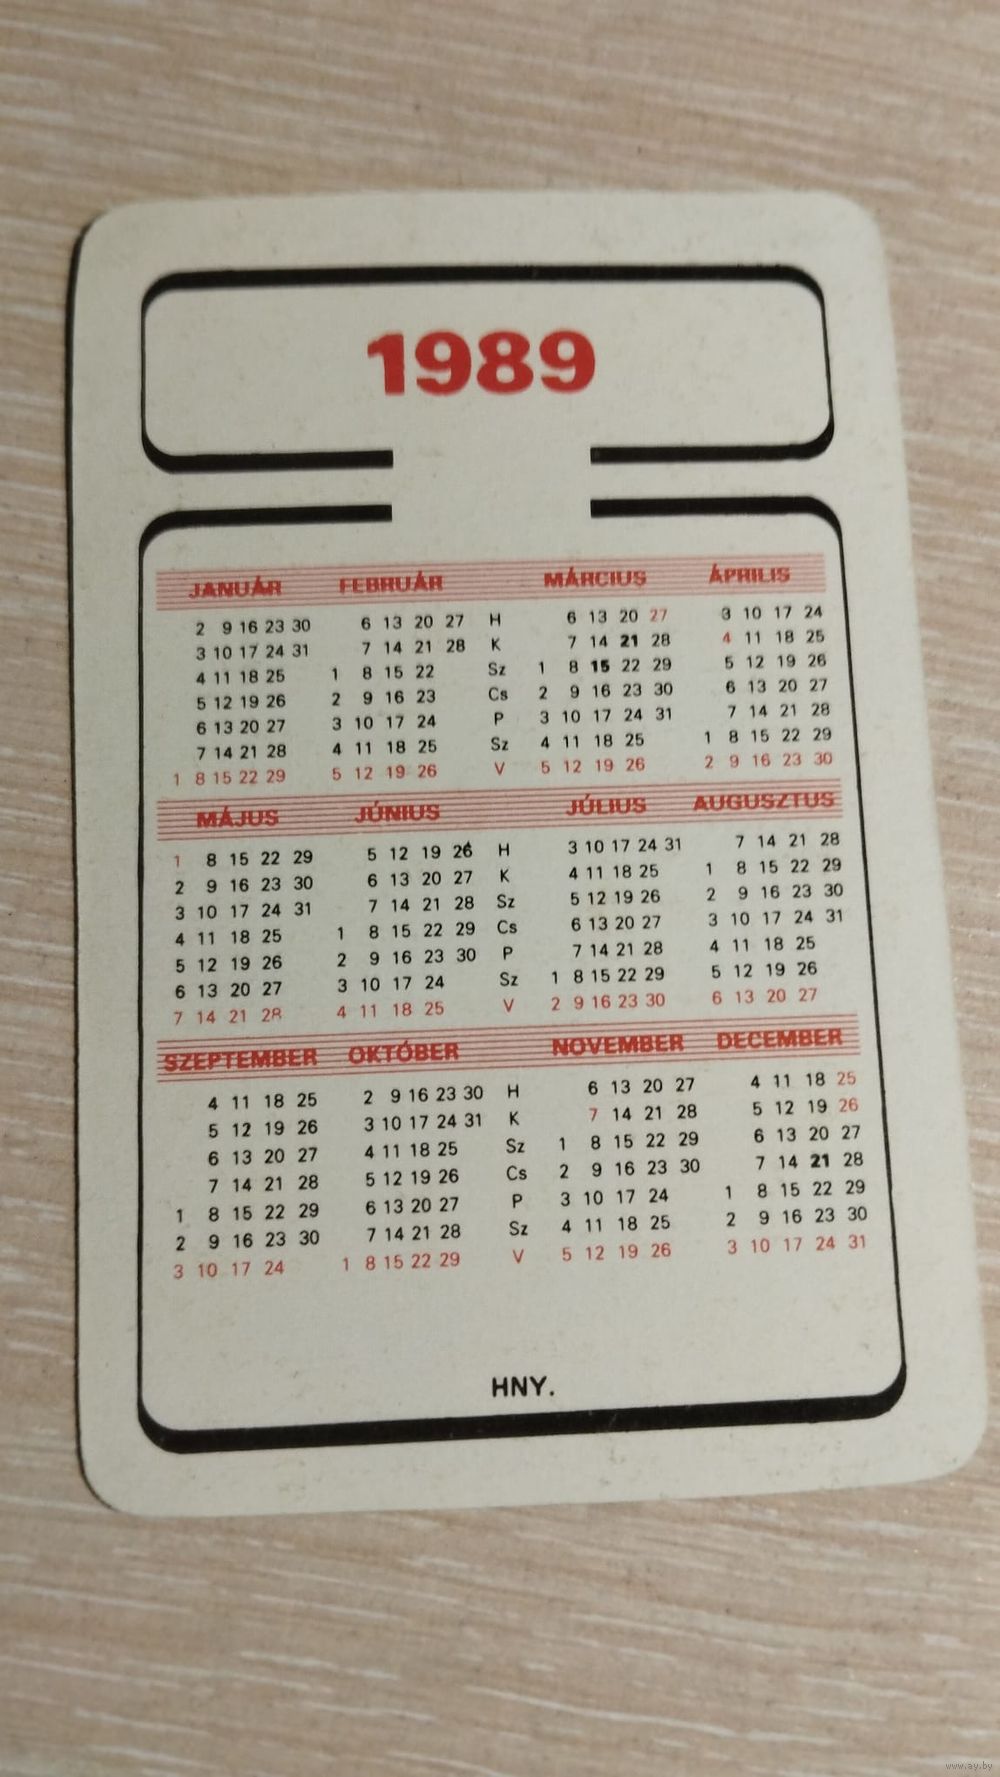 1989
JANUÁR FEBRUÁR MÁRCIUS ÁPRILIS
2 9 16 23 30 6 13 20 27 H 6 13 20 27 3 10 17 24
3 10 17 24 31 7 14 21 28 K 7 14 21 28 4 11 18 25
4 11 18 25 1 8 15 22 Sz 1 8 15 22 29 5 12 19 26
5 12 19 26 2 9 16 23 Cs 2 9 16 23 30 6 13 20 27
6 13 20 27 3 10 17 24 P 3 10 17 24 31 7 14 21 28
7 14 21 28 4 11 18 25 Sz 4 11 18 25 1 8 15 22 29
1 8 15 22 29 5 12 19 26 V 5 12 19 26 2 9 16 23 30
MÁJUS JÚNIUS JÚLIUS AUGUSZTUS
1 8 15 22 29 5 12 19 26 H 3 10 17 24 31 7 14 21 28
2 9 16 23 30 6 13 20 27 K 4 11 18 25 1 8 15 22 29
3 10 17 24 31 7 14 21 28 Sz 5 12 19 26 2 9 16 23 30
4 11 18 25 1 8 15 22 29 Cs 6 13 20 27 3 10 17 24 31
5 12 19 26 2 9 16 23 30 P 7 14 21 28 4 11 18 25
6 13 20 27 3 10 17 24 Sz 1 8 15 22 29 5 12 19 26
7 14 21 28 4 11 18 25 V 2 9 16 23 30 6 13 20 27
SZEPTEMBER OKTÓBER NOVEMBER DECEMBER
4 11 18 25 2 9 16 23 30 H 6 13 20 27 4 11 18 25
5 12 19 26 3 10 17 24 31 K 7 14 21 28 5 12 19 26
6 13 20 27 4 11 18 25 Sz 1 8 15 22 29 6 13 20 27
7 14 21 28 5 12 19 26 Cs 2 9 16 23 30 7 14 21 28
1 8 15 22 29 6 13 20 27 P 3 10 17 24 1 8 15 22 29
2 9 16 23 30 7 14 21 28 Sz 4 11 18 25 2 9 16 23 30
3 10 17 24 1 8 15 22 29 V 5 12 19 26 3 10 17 24 31
HNY.
www.ay.by